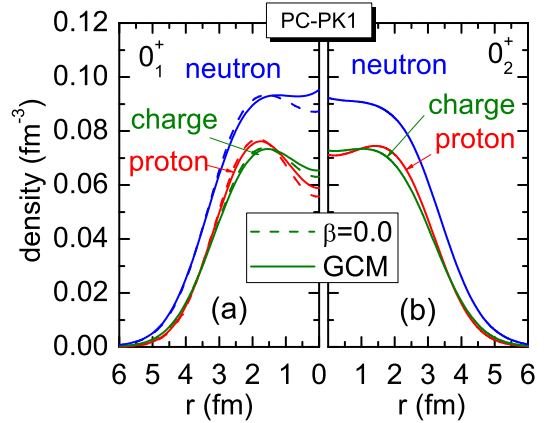 PC-PK1
0₁⁺
0₂⁺
neutron
neutron
charge
charge
proton
proton
β=0.0
GCM
(a)
(b)
density (fm⁻³)
0.12
0.10
0.08
0.06
0.04
0.02
0.00
6 5 4 3 2 1 0 1 2 3 4 5 6
r (fm)
r (fm)